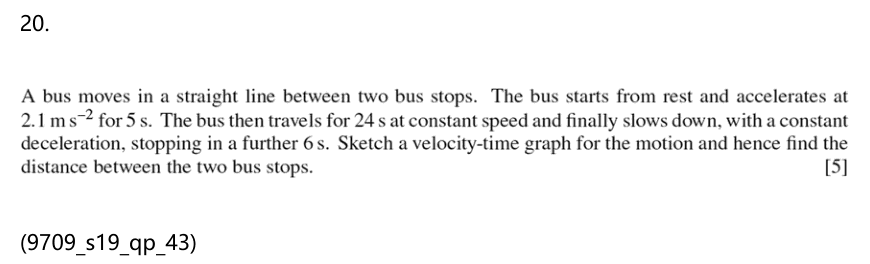 20.
A bus moves in a straight line between two bus stops. The bus starts from rest and accelerates at
2.1 m s⁻² for 5 s. The bus then travels for 24 s at constant speed and finally slows down, with a constant
deceleration, stopping in a further 6 s. Sketch a velocity-time graph for the motion and hence find the
distance between the two bus stops. [5]
(9709_s19_qp_43)